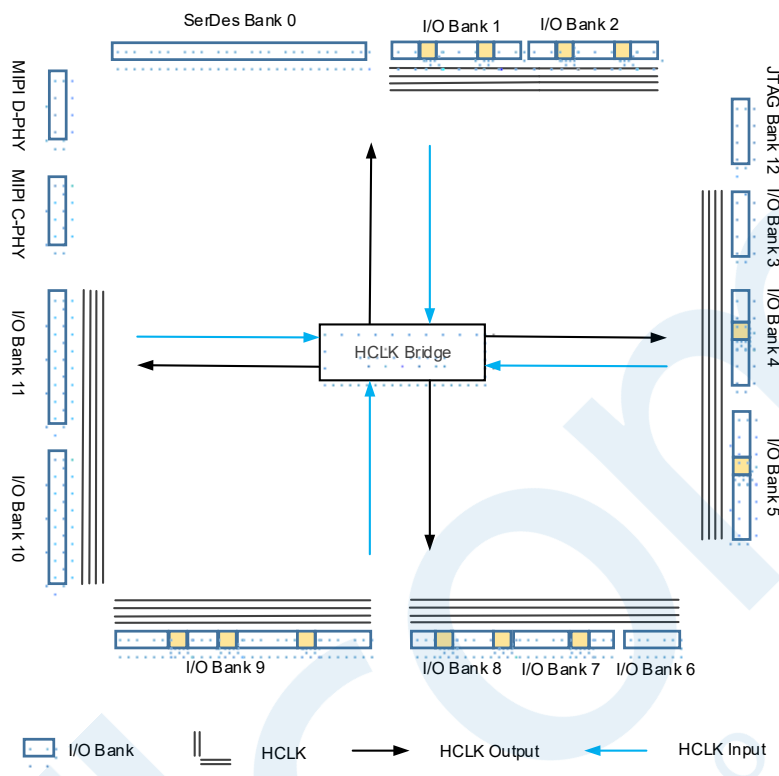 SerDes Bank 0
I/O Bank 1
I/O Bank 2
MIPI D-PHY
JTAG Bank 12
MIPI C-PHY
I/O Bank 3
I/O Bank 11
I/O Bank 4
HCLK Bridge
I/O Bank 10
I/O Bank 5
I/O Bank 9
I/O Bank 8
I/O Bank 7
I/O Bank 6
I/O Bank
HCLK
HCLK Output
HCLK Input